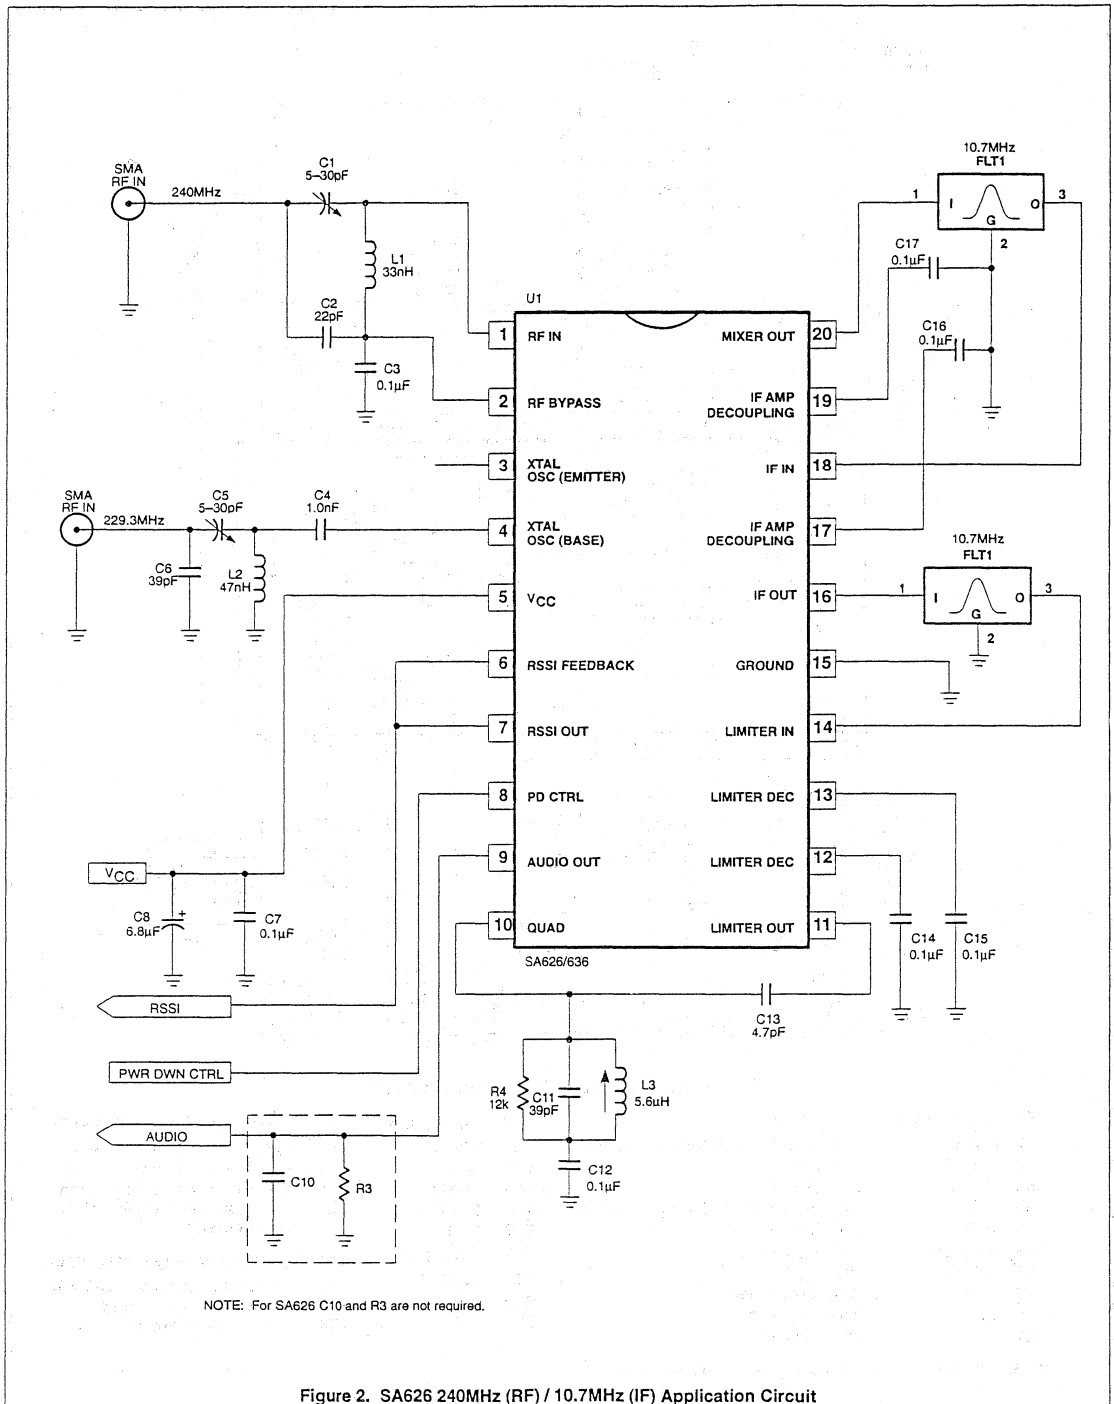 SMA
RF IN
240MHz
C1
5–30pF
L1
33nH
C2
22pF
C3
0.1µF
SMA
RF IN
229.3MHz
C5
5–30pF
C4
1.0nF
C6
39pF
L2
47nH
VCC
C8
+
6.8µF
C7
0.1µF
RSSI
PWR DWN CTRL
AUDIO
C10
R3
U1
1 RF IN
2 RF BYPASS
3 XTAL
OSC (EMITTER)
4 XTAL
OSC (BASE)
5 VCC
6 RSSI FEEDBACK
7 RSSI OUT
8 PD CTRL
9 AUDIO OUT
10 QUAD
MIXER OUT 20
IF AMP
DECOUPLING 19
IF IN 18
IF AMP
DECOUPLING 17
IF OUT 16
GROUND 15
LIMITER IN 14
LIMITER DEC 13
LIMITER DEC 12
LIMITER OUT 11
SA626/636
10.7MHz
FLT1
1 I O 3
G
2
C17
0.1µF
C16
0.1µF
10.7MHz
FLT1
1 I O 3
G
2
C14
0.1µF
C15
0.1µF
C13
4.7pF
R4
12k
C11
39pF
L3
5.6µH
C12
0.1µF
NOTE: For SA626 C10 and R3 are not required.
Figure 2. SA626 240MHz (RF) / 10.7MHz (IF) Application Circuit